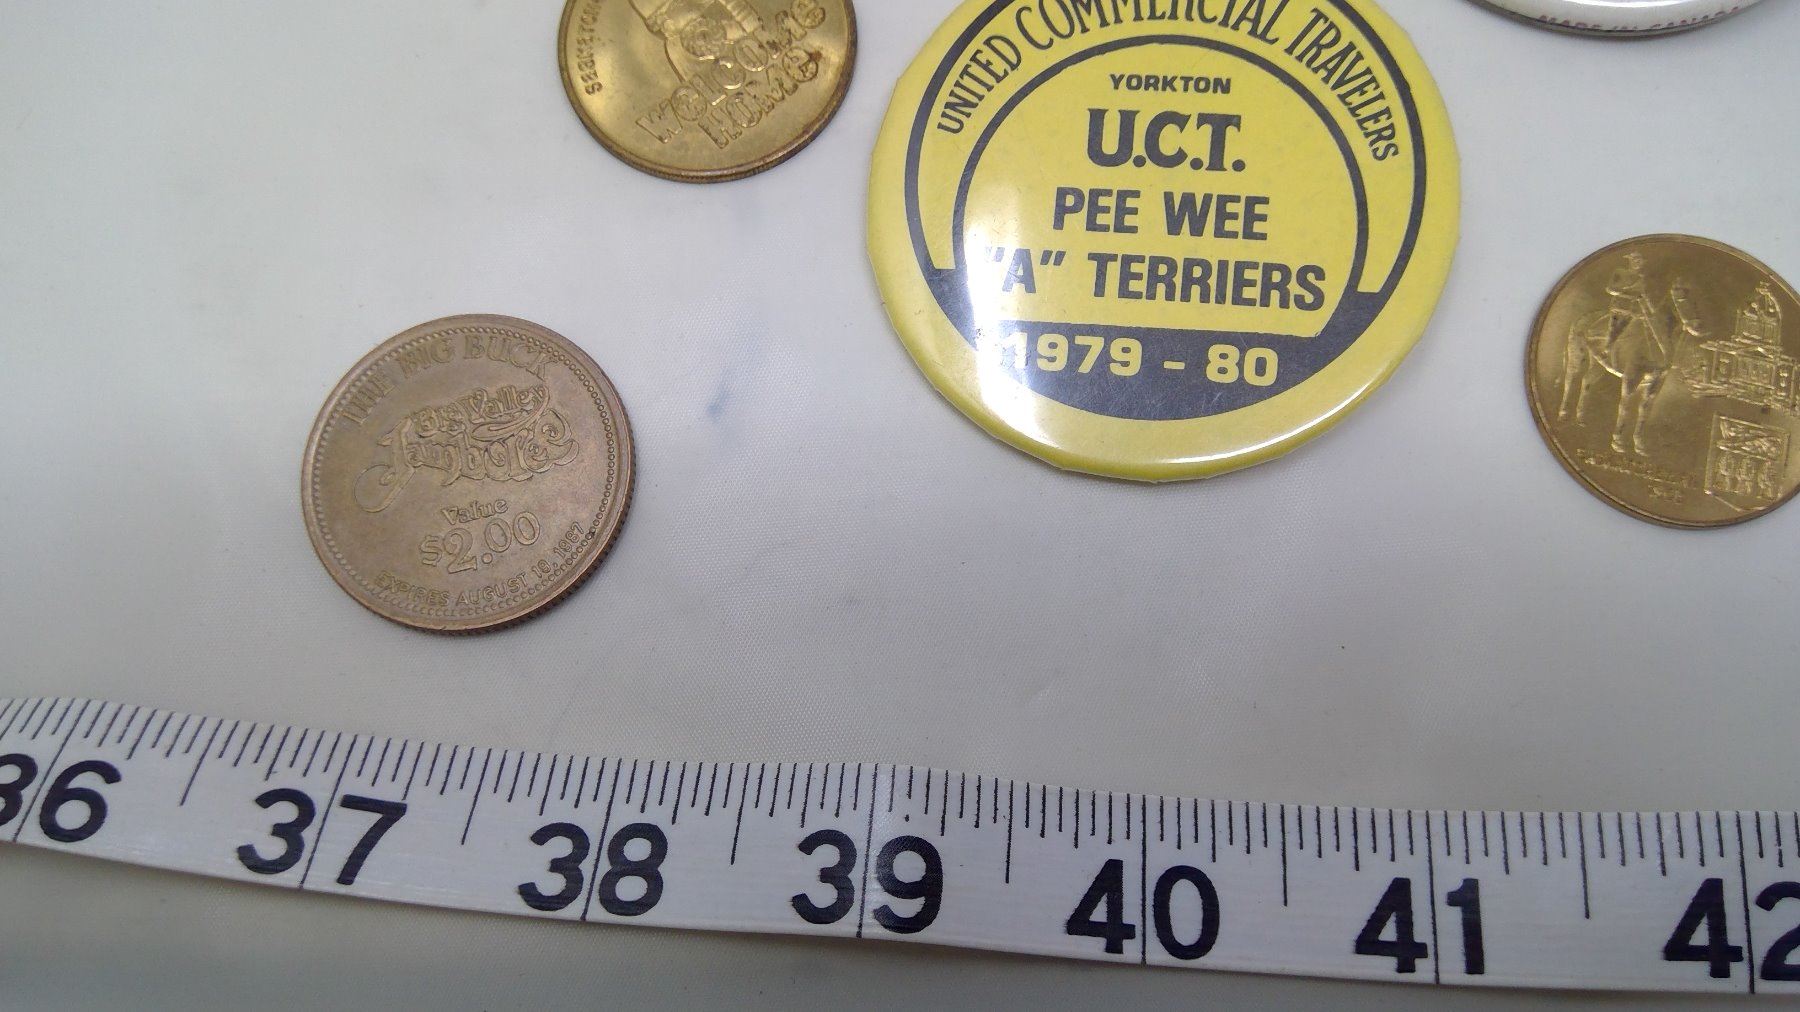 Welcome
HOME
UNITED COMMERCIAL TRAVELERS
YORKTON
U.C.T.
PEE WEE
"A" TERRIERS
1979 - 80
THE BIG BUCK
Big Valley
Jamboree
Value
$2.00
EXPIRES AUGUST 19, 1987
36 37 38 39 40 41 42